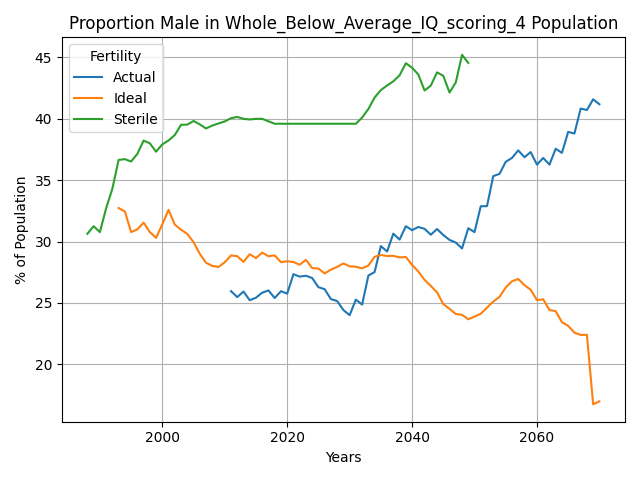 Proportion Male in Whole_Below_Average_IQ_scoring_4 Population
Fertility
Actual
Ideal
Sterile
% of Population
45
40
35
30
25
20
2000
2020
2040
2060
Years